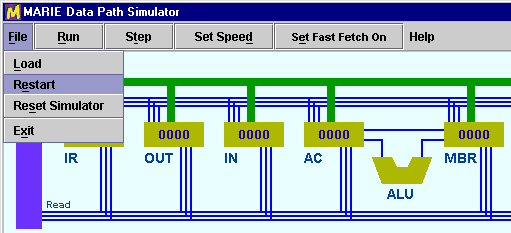 MARIE Data Path Simulator
File Run Step Set Speed Set Fast Fetch On Help
Load
Restart
Reset Simulator
Exit
0000 0000 0000 0000
IR OUT IN AC MBR
ALU
Read